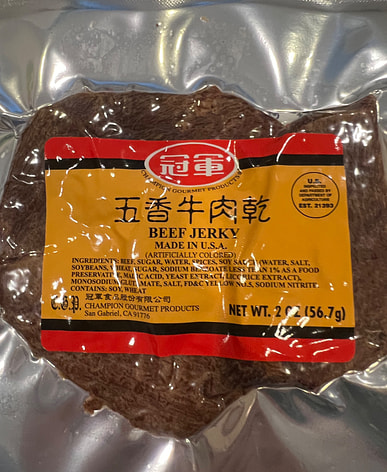 冠軍
CHAMPION GOURMET PRODUCTS
U.S.
INSPECTED
AND PASSED BY
DEPARTMENT OF
AGRICULTURE
EST. 21393
五香牛肉乾
BEEF JERKY
MADE IN U.S.A.
(ARTIFICIALLY COLORED)
INGREDIENTS: BEEF, SUGAR, WATER, SPICES, SOY SAUCE (WATER, SALT,
SOYBEANS, WHEAT, SUGAR, SODIUM BENZOATE LESS THAN 1% AS A FOOD
PRESERVATIVE, MALIC ACID, YEAST EXTRACT, RICE EXTRACT),
MONOSODIUM GLUTAMATE, SALT, FD&C YELLOW NO.5, SODIUM NITRITE
CONTAINS: SOY, WHEAT
C.G.P. 冠軍食品股份有限公司
CHAMPION GOURMET PRODUCTS
San Gabriel, CA 91776
NET WT. 2 OZ (56.7g)